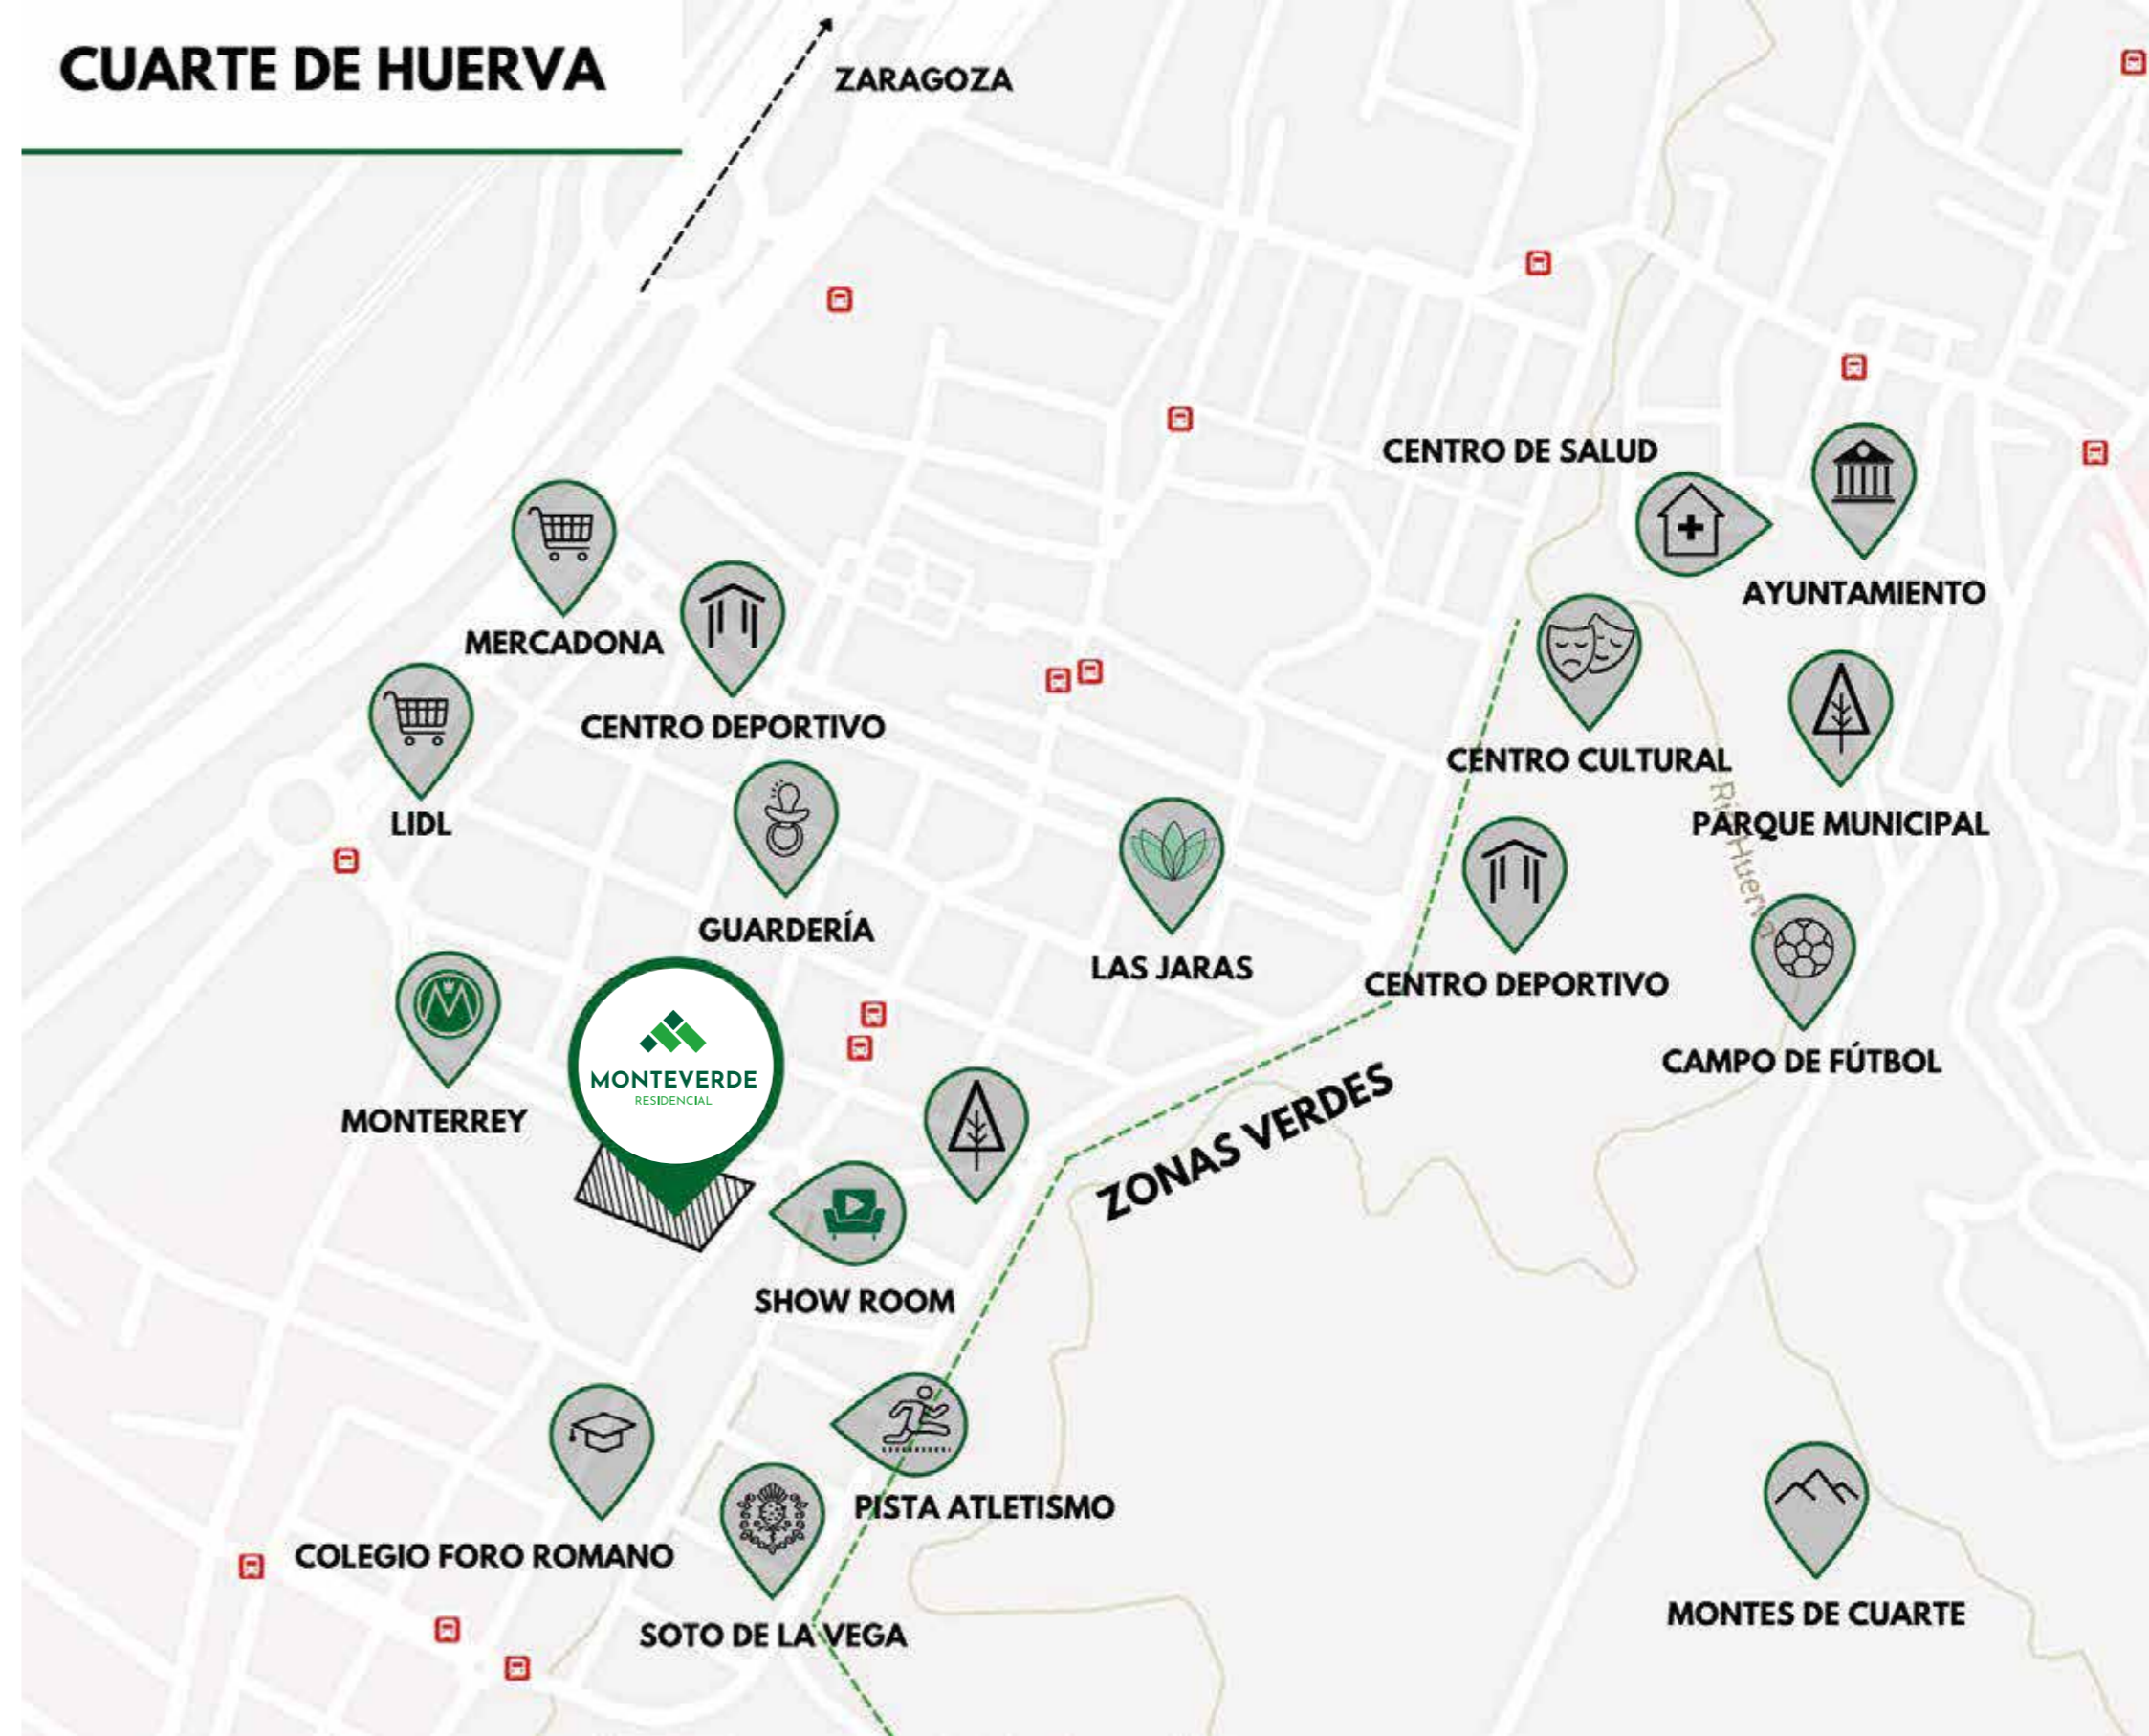 CUARTE DE HUERVA
ZARAGOZA
CENTRO DE SALUD
AYUNTAMIENTO
MERCADONA
CENTRO DEPORTIVO
CENTRO CULTURAL
LIDL
PARQUE MUNICIPAL
Río Huerva
GUARDERÍA
LAS JARAS
CENTRO DEPORTIVO
CAMPO DE FÚTBOL
MONTEVERDE
RESIDENCIAL
MONTERREY
ZONAS VERDES
SHOW ROOM
PISTA ATLETISMO
COLEGIO FORO ROMANO
SOTO DE LA VEGA
MONTES DE CUARTE